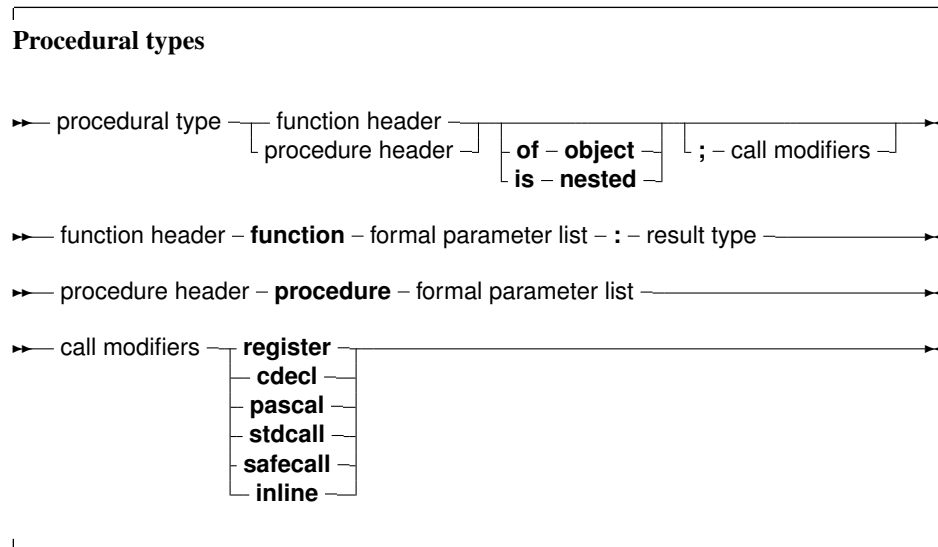 Procedural types
procedural type function header
procedure header of object ; call modifiers
is nested
function header function formal parameter list : result type
procedure header procedure formal parameter list
call modifiers register
cdecl
pascal
stdcall
safecall
inline